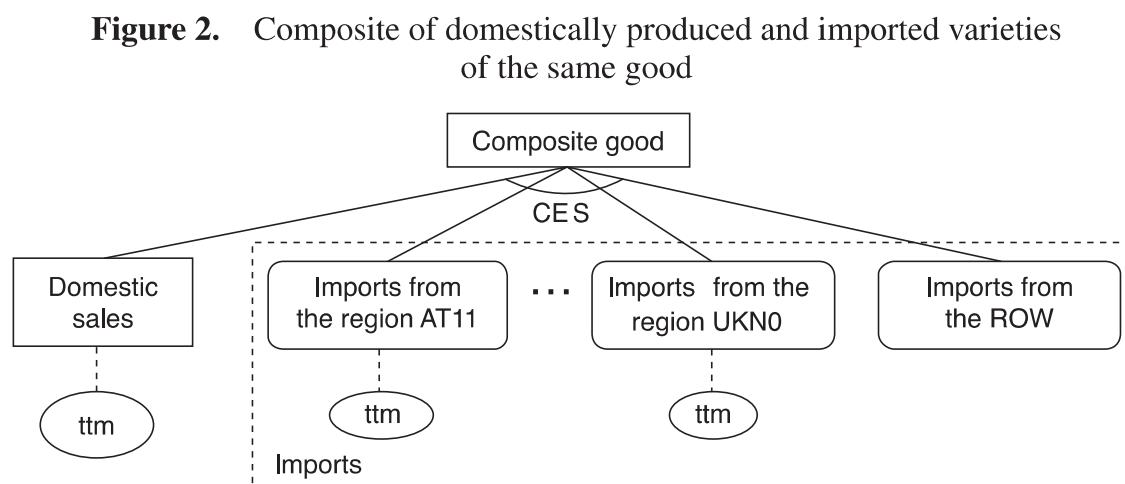 Figure 2. Composite of domestically produced and imported varieties
of the same good
Composite good
CES
Domestic
sales
Imports from
the region AT11
...
Imports from the
region UKN0
Imports from
the ROW
ttm
ttm
ttm
Imports